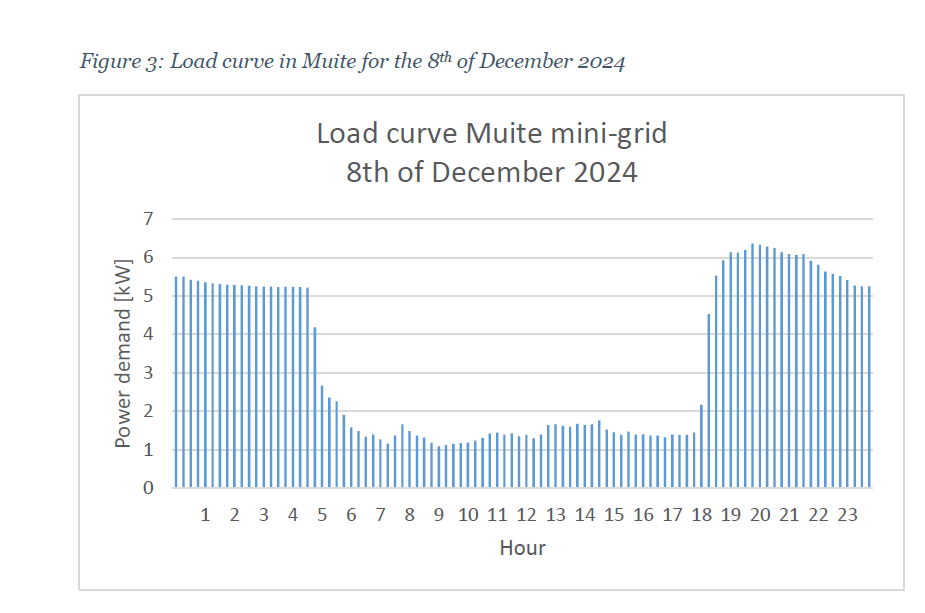 Figure 3: Load curve in Muite for the 8th of December 2024
Load curve Muite mini-grid
8th of December 2024
7
6
5
4
3
2
1
0
Power demand [kW]
1 2 3 4 5 6 7 8 9 10 11 12 13 14 15 16 17 18 19 20 21 22 23
Hour